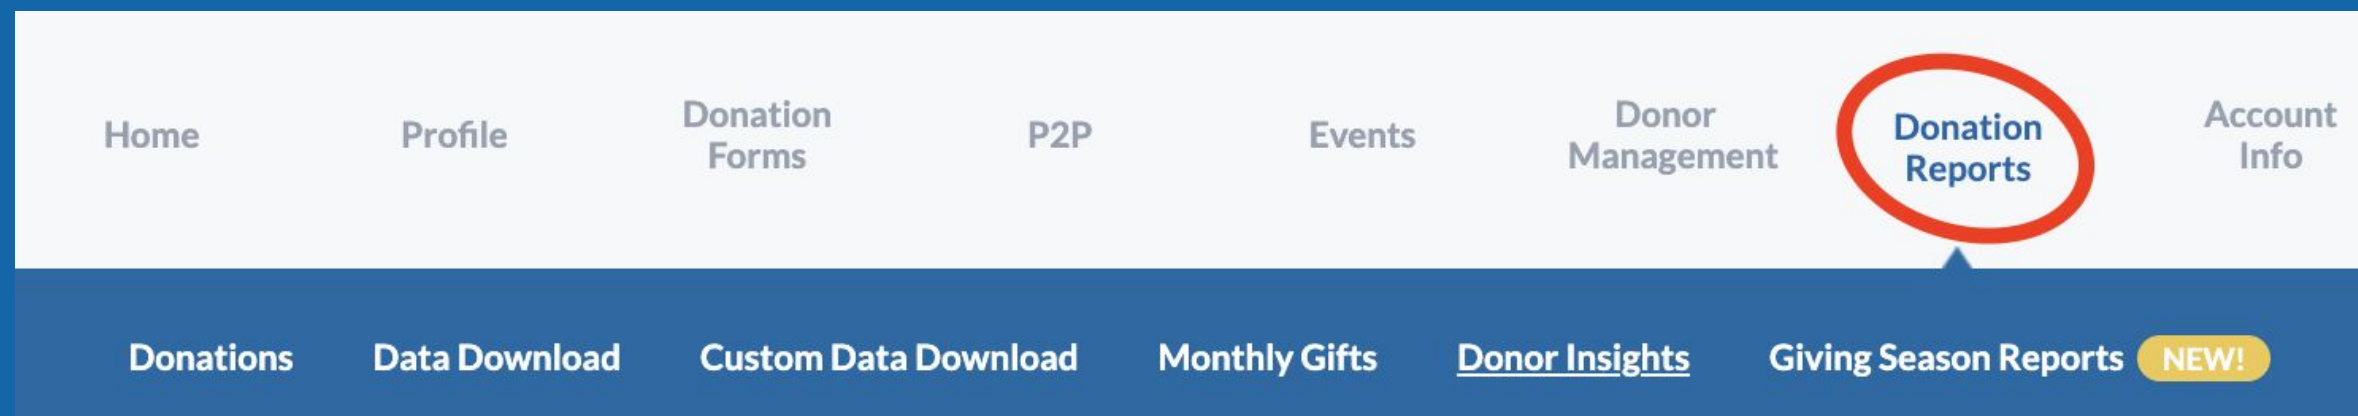 Home
Profile
Donation
Forms
P2P
Events
Donor
Management
Donation
Reports
Account
Info
Donations
Data Download
Custom Data Download
Monthly Gifts
Donor Insights
Giving Season Reports
NEW!